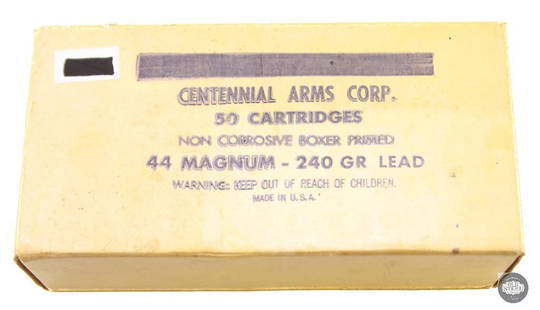 CENTENNIAL ARMS CORP.
50 CARTRIDGES
NON CORROSIVE BOXER PRIMED
44 MAGNUM - 240 GR LEAD
WARNING: KEEP OUT OF REACH OF CHILDREN.
MADE IN U.S.A.